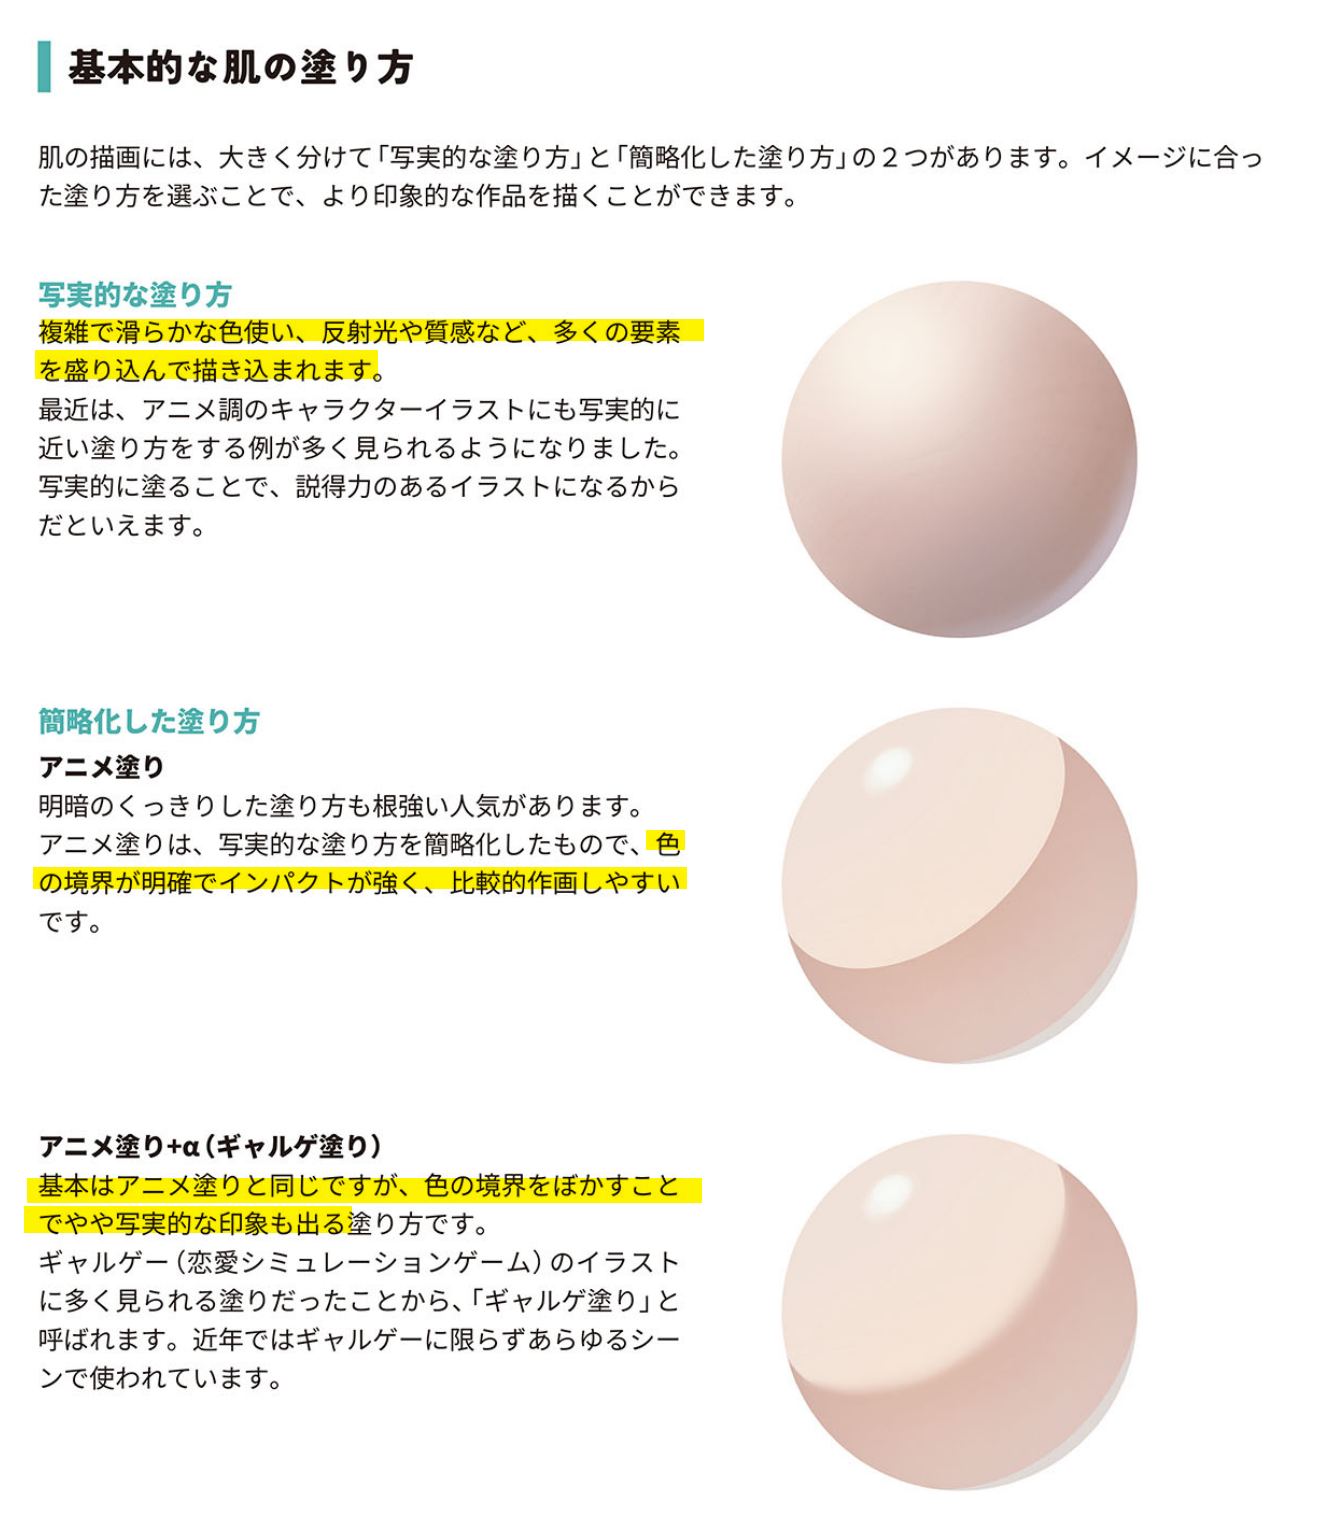 基本的な肌の塗り方
肌の描画には、大きく分けて「写実的な塗り方」と「簡略化した塗り方」の２つがあります。イメージに合っ
た塗り方を選ぶことで、より印象的な作品を描くことができます。
写実的な塗り方
複雑で滑らかな色使い、反射光や質感など、多くの要素
を盛り込んで描き込まれます。
最近は、アニメ調のキャラクターイラストにも写実的に
近い塗り方をする例が多く見られるようになりました。
写実的に塗ることで、説得力のあるイラストになるから
だといえます。
簡略化した塗り方
アニメ塗り
明暗のくっきりした塗り方も根強い人気があります。
アニメ塗りは、写実的な塗り方を簡略化したもので、色
の境界が明確でインパクトが強く、比較的作画しやすい
です。
アニメ塗り+α（ギャルゲ塗り）
基本はアニメ塗りと同じですが、色の境界をぼかすこと
でやや写実的な印象も出る塗り方です。
ギャルゲー（恋愛シミュレーションゲーム）のイラスト
に多く見られる塗りだったことから、「ギャルゲ塗り」と
呼ばれます。近年ではギャルゲーに限らずあらゆるシー
ンで使われています。